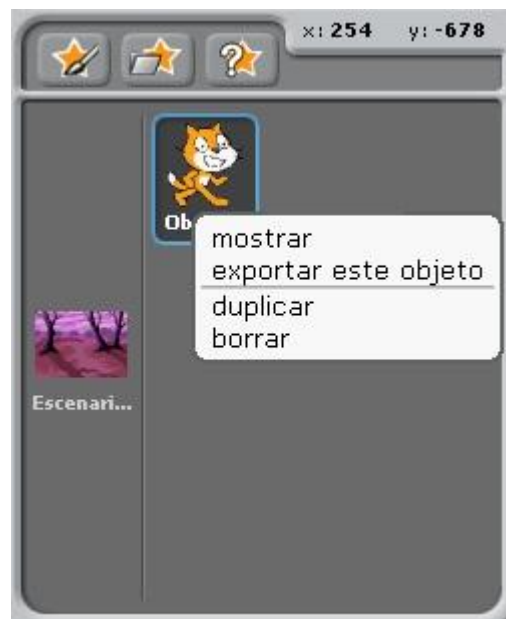 x: 254 y: -678
Ob
mostrar
exportar este objeto
duplicar
borrar
Escenari...